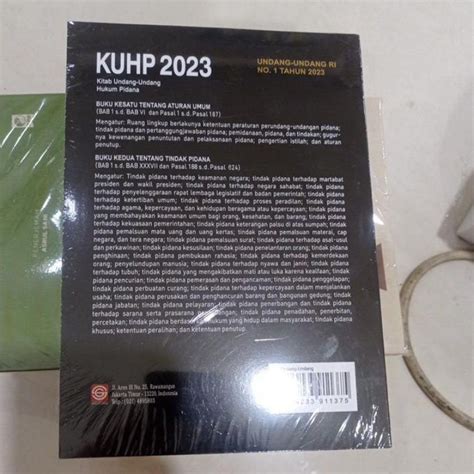 KUHP 2023
Kitab Undang-Undang
Hukum Pidana
UNDANG-UNDANG RI
NO. 1 TAHUN 2023
BUKU KESATU TENTANG ATURAN UMUM
(BAB I s.d. BAB VI dan Pasal 1 s.d. Pasal 187)
Mengatur: Ruang lingkup berlakunya ketentuan peraturan perundang-undangan pidana;
tindak pidana dan pertanggungjawaban pidana; pemidanaan, pidana, dan tindakan; gugur-
nya kewenangan penuntutan dan pelaksanaan pidana; pengertian istilah; dan aturan
penutup.
BUKU KEDUA TENTANG TINDAK PIDANA
(BAB I s.d. BAB XXXVII dan Pasal 188 s.d. Pasal 624)
Mengatur: Tindak pidana terhadap keamanan negara; tindak pidana terhadap martabat
presiden dan wakil presiden; tindak pidana terhadap negara sahabat; tindak pidana
terhadap penyelenggaraan rapat lembaga legislatif dan badan pemerintah; tindak pidana
terhadap ketertiban umum; tindak pidana terhadap proses peradilan; tindak pidana
terhadap agama, kepercayaan, dan kehidupan beragama atau kepercayaan; tindak pidana
yang membahayakan keamanan umum bagi orang, kesehatan, dan barang; tindak pidana
terhadap kekuasaan pemerintahan; tindak pidana keterangan palsu di atas sumpah; tindak
pidana pemalsuan mata uang dan uang kertas; tindak pidana pemalsuan materai, cap
negara, dan tera negara; tindak pidana pemalsuan surat; tindak pidana terhadap asal-usul
dan perkawinan; tindak pidana kesusilaan; tindak pidana penelantaran orang; tindak pidana
penghinaan; tindak pidana pembukaan rahasia; tindak pidana terhadap kemerdekaan
orang; penyelundupan manusia; tindak pidana terhadap nyawa dan janin; tindak pidana
terhadap tubuh; tindak pidana yang mengakibatkan mati atau luka karena kealpaan; tindak
pidana pencurian; tindak pidana pemerasan dan pengancaman; tindak pidana penggelapan;
tindak pidana perbuatan curang; tindak pidana terhadap kepercayaan dalam menjalankan
usaha; tindak pidana perusakan dan penghancuran barang dan bangunan gedung; tindak
pidana jabatan; tindak pidana pelayaran; tindak pidana penerbangan dan tindak pidana
terhadap sarana serta prasarana penerbangan; tindak pidana penadahan, penerbitan,
percetakan; tindak pidana berdasarkan hukum yang hidup dalam masyarakat; tindak pidana
khusus; ketentuan peralihan; dan ketentuan penutup.
Jl. Aren III No. 25, Rawamangun
Jakarta Timur - 13220, Indonesia
Telp.: (021)
911375